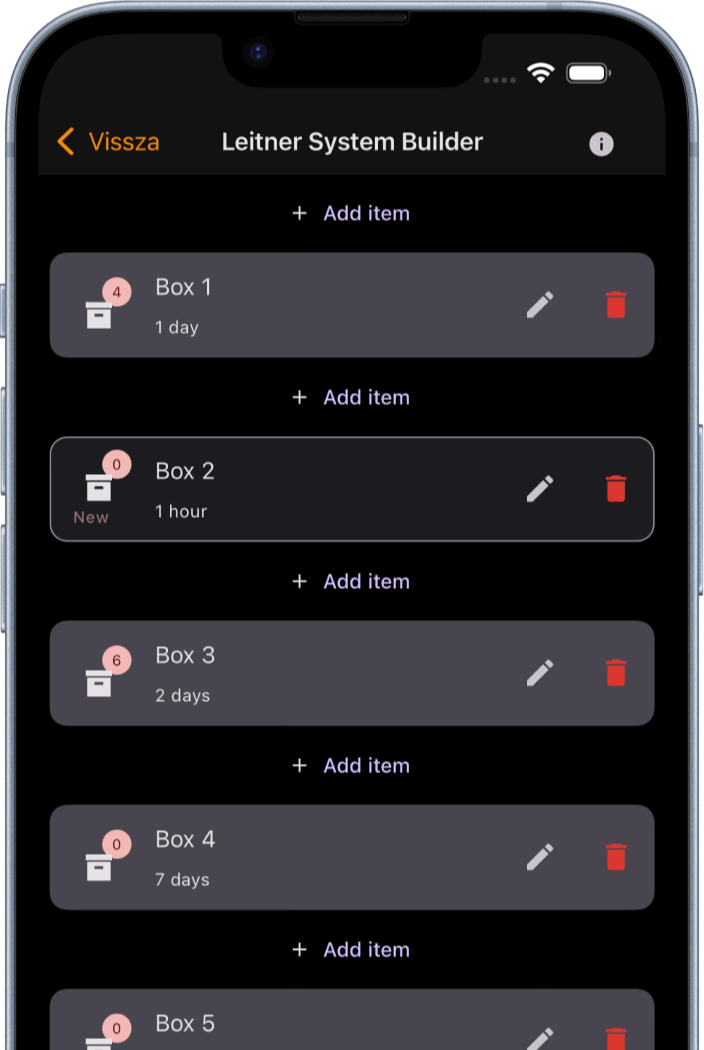 Vissza
Leitner System Builder
+ Add item
4
Box 1
1 day
+ Add item
0
Box 2
New
1 hour
+ Add item
6
Box 3
2 days
+ Add item
0
Box 4
7 days
+ Add item
0
Box 5